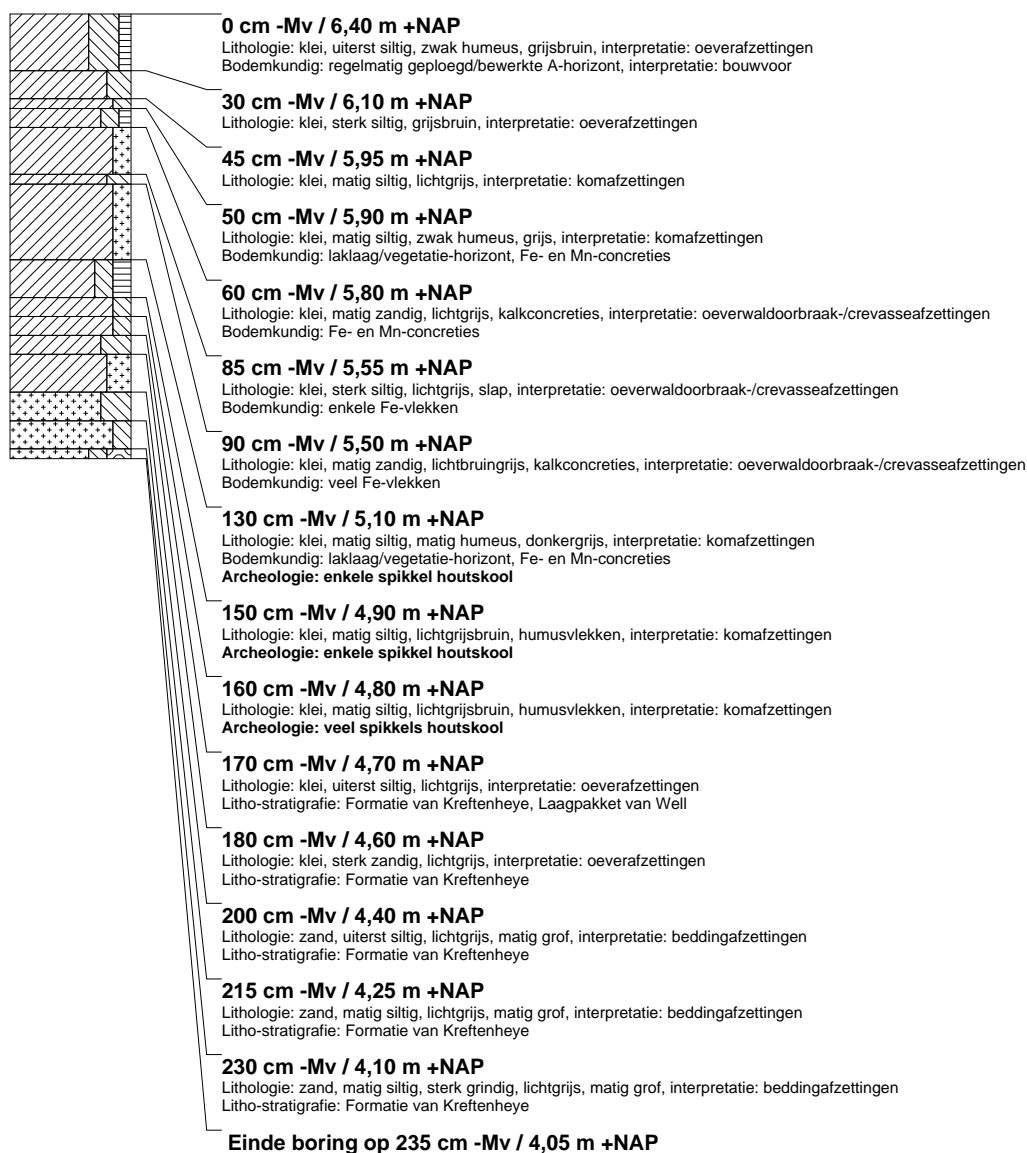 0 cm -Mv / 6,40 m +NAP
Lithologie: klei, uiterst siltig, zwak humeus, grijsbruin, interpretatie: oeverafzettingen
Bodemkundig: regelmatig geploegd/bewerkte A-horizont, interpretatie: bouwvoor
30 cm -Mv / 6,10 m +NAP
Lithologie: klei, sterk siltig, grijsbruin, interpretatie: oeverafzettingen
45 cm -Mv / 5,95 m +NAP
Lithologie: klei, matig siltig, lichtgrijs, interpretatie: komafzettingen
50 cm -Mv / 5,90 m +NAP
Lithologie: klei, matig siltig, zwak humeus, grijs, interpretatie: komafzettingen
Bodemkundig: laklaag/vegetatie-horizont, Fe- en Mn-concreties
60 cm -Mv / 5,80 m +NAP
Lithologie: klei, matig zandig, lichtgrijs, kalkconcreties, interpretatie: oeverwaldoorbraak-/crevasseafzettingen
Bodemkundig: Fe- en Mn-concreties
85 cm -Mv / 5,55 m +NAP
Lithologie: klei, sterk siltig, lichtgrijs, slap, interpretatie: oeverwaldoorbraak-/crevasseafzettingen
Bodemkundig: enkele Fe-vlekken
90 cm -Mv / 5,50 m +NAP
Lithologie: klei, matig zandig, lichtbruingrijs, kalkconcreties, interpretatie: oeverwaldoorbraak-/crevasseafzettingen
Bodemkundig: veel Fe-vlekken
130 cm -Mv / 5,10 m +NAP
Lithologie: klei, matig siltig, matig humeus, donkergrijs, interpretatie: komafzettingen
Bodemkundig: laklaag/vegetatie-horizont, Fe- en Mn-concreties
Archeologie: enkele spikkel houtskool
150 cm -Mv / 4,90 m +NAP
Lithologie: klei, matig siltig, lichtgrijsbruin, humusvlekken, interpretatie: komafzettingen
Archeologie: enkele spikkel houtskool
160 cm -Mv / 4,80 m +NAP
Lithologie: klei, matig siltig, lichtgrijsbruin, humusvlekken, interpretatie: komafzettingen
Archeologie: veel spikkels houtskool
170 cm -Mv / 4,70 m +NAP
Lithologie: klei, uiterst siltig, lichtgrijs, interpretatie: oeverafzettingen
Litho-stratigrafie: Formatie van Kreftenheye, Laagpakket van Well
180 cm -Mv / 4,60 m +NAP
Lithologie: klei, sterk zandig, lichtgrijs, interpretatie: oeverafzettingen
Litho-stratigrafie: Formatie van Kreftenheye
200 cm -Mv / 4,40 m +NAP
Lithologie: zand, uiterst siltig, lichtgrijs, matig grof, interpretatie: beddingafzettingen
Litho-stratigrafie: Formatie van Kreftenheye
215 cm -Mv / 4,25 m +NAP
Lithologie: zand, matig siltig, lichtgrijs, matig grof, interpretatie: beddingafzettingen
Litho-stratigrafie: Formatie van Kreftenheye
230 cm -Mv / 4,10 m +NAP
Lithologie: zand, matig siltig, sterk grindig, lichtgrijs, matig grof, interpretatie: beddingafzettingen
Litho-stratigrafie: Formatie van Kreftenheye
Einde boring op 235 cm -Mv / 4,05 m +NAP